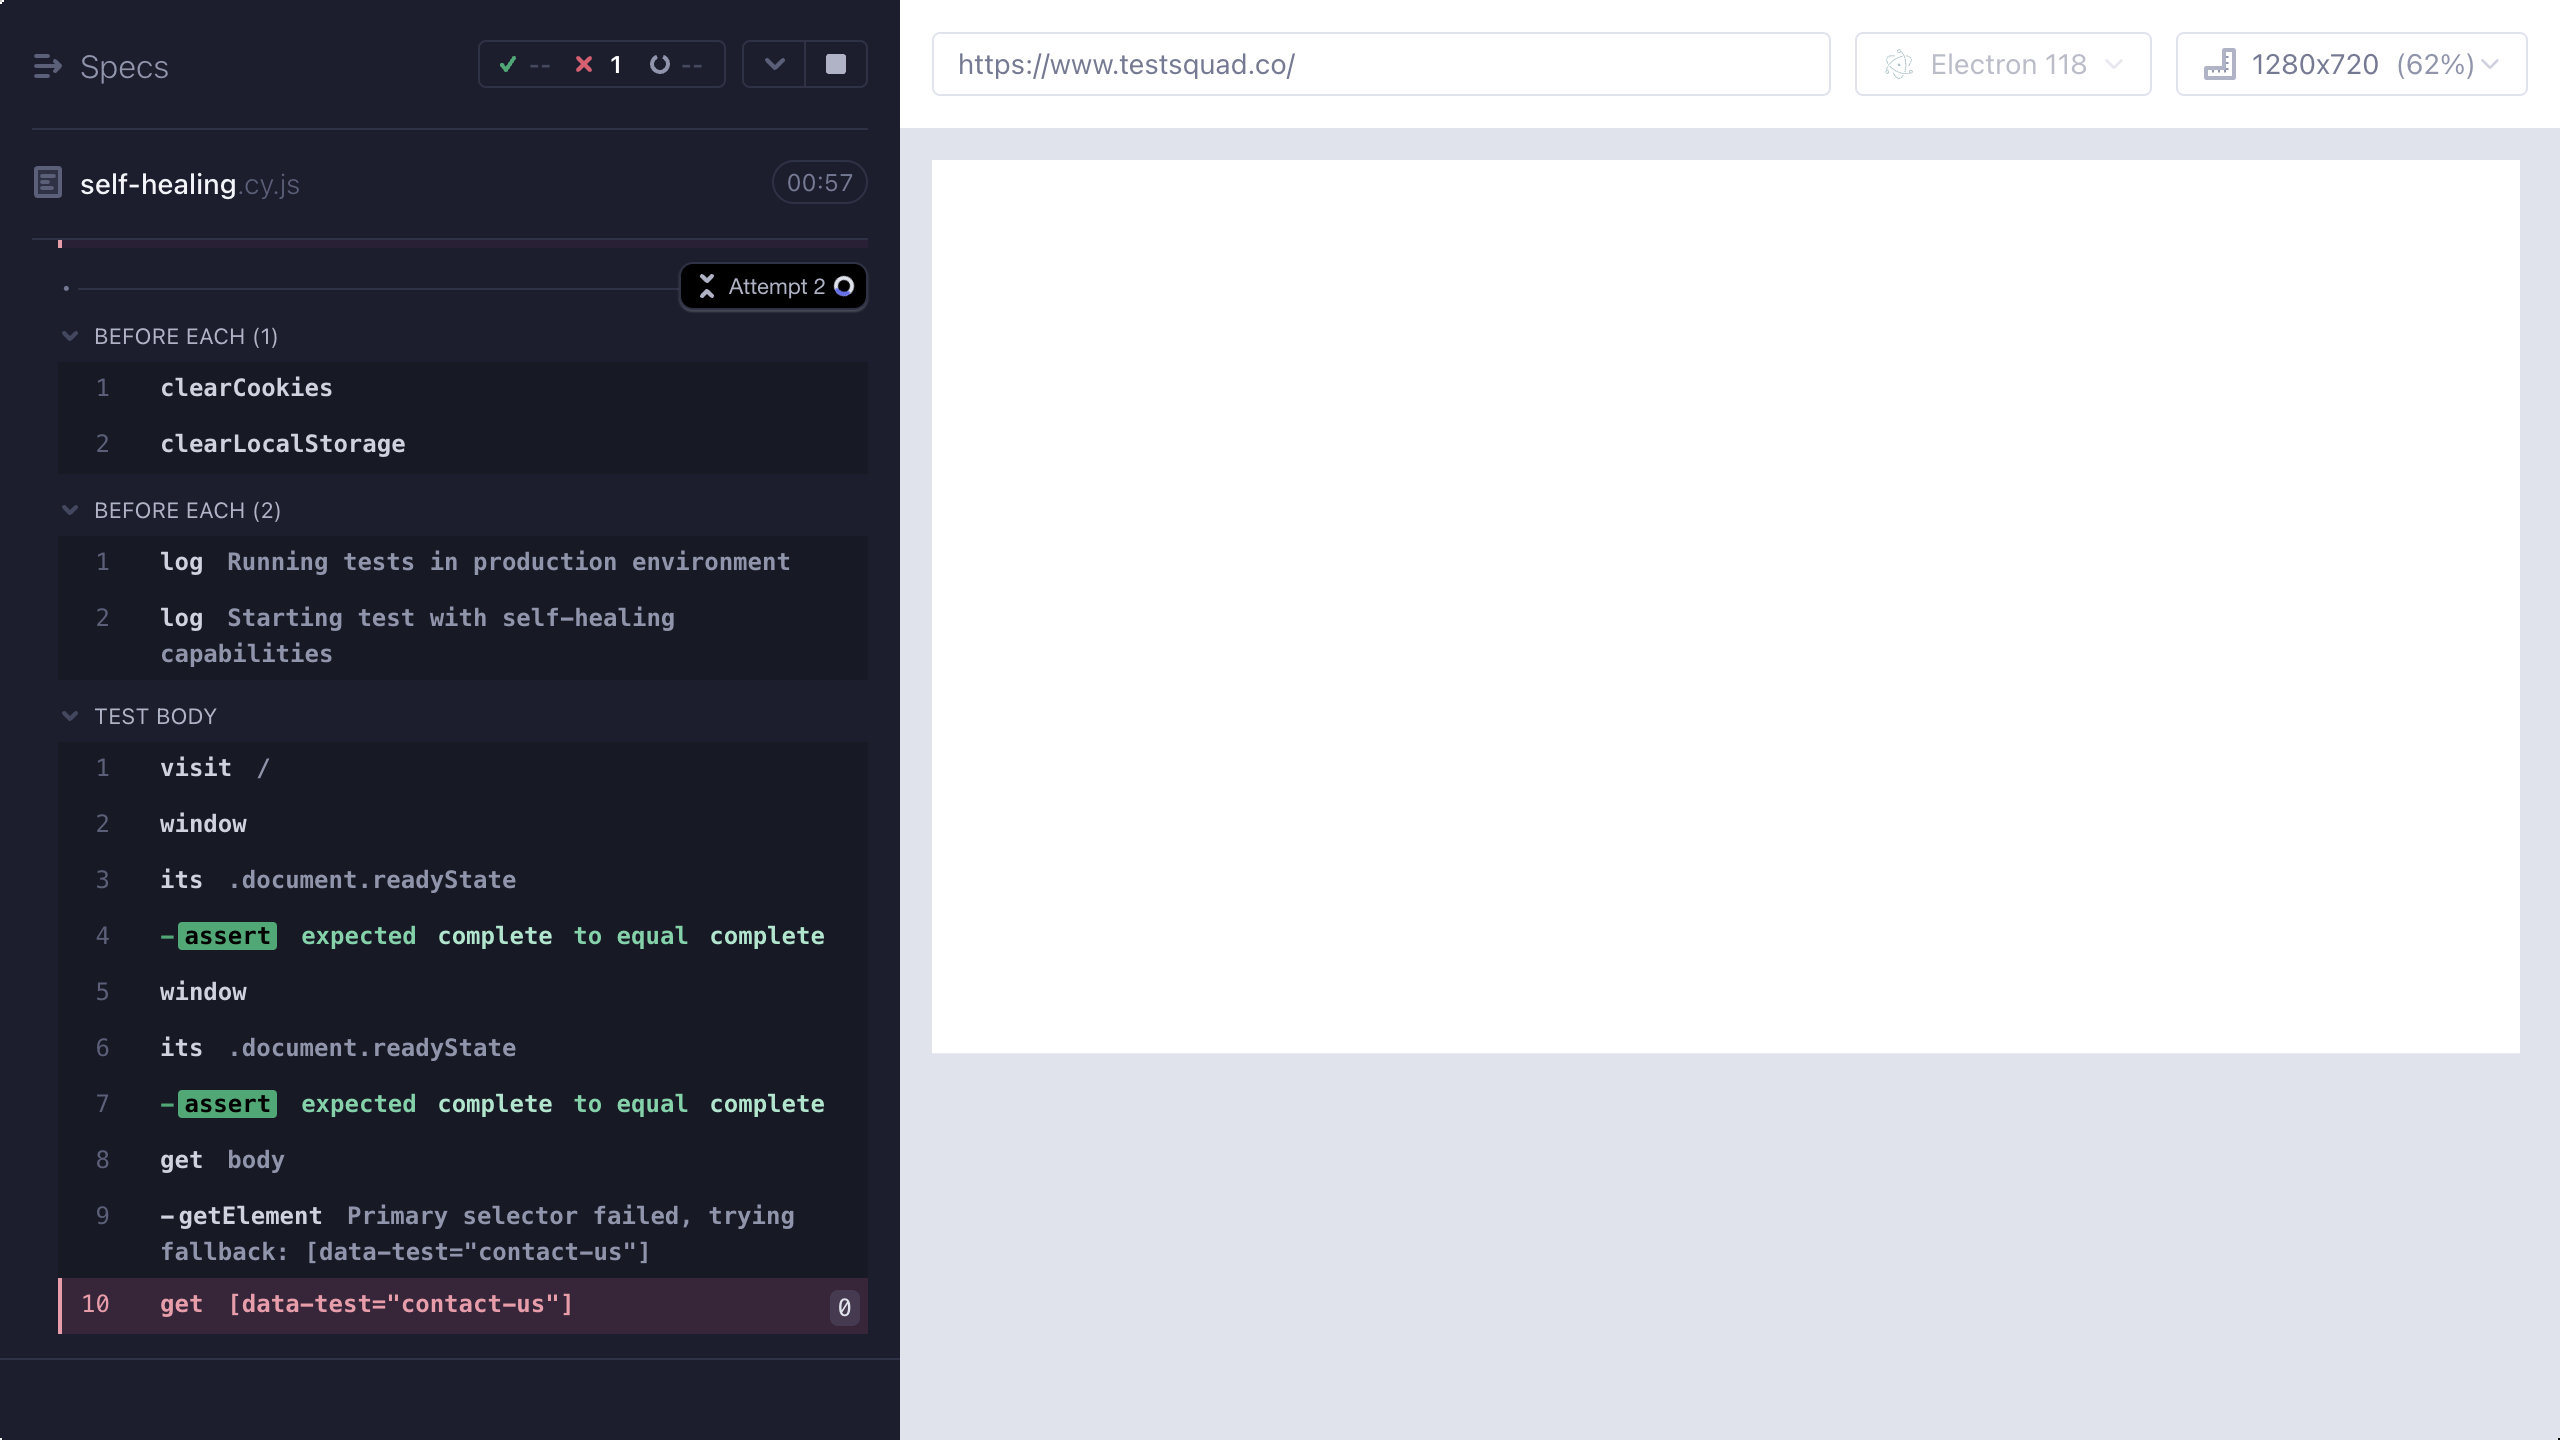 Specs
-- 1 --
https://www.testsquad.co/
Electron 118
1280x720 (62%)
self-healing.cy.js
00:57
Attempt 2
BEFORE EACH (1)
1 clearCookies
2 clearLocalStorage
BEFORE EACH (2)
1 log Running tests in production environment
2 log Starting test with self-healing
capabilities
TEST BODY
1 visit /
2 window
3 its .document.readyState
4 -assert expected complete to equal complete
5 window
6 its .document.readyState
7 -assert expected complete to equal complete
8 get body
9 -getElement Primary selector failed, trying
fallback: [data-test="contact-us"]
10 get [data-test="contact-us"] 0